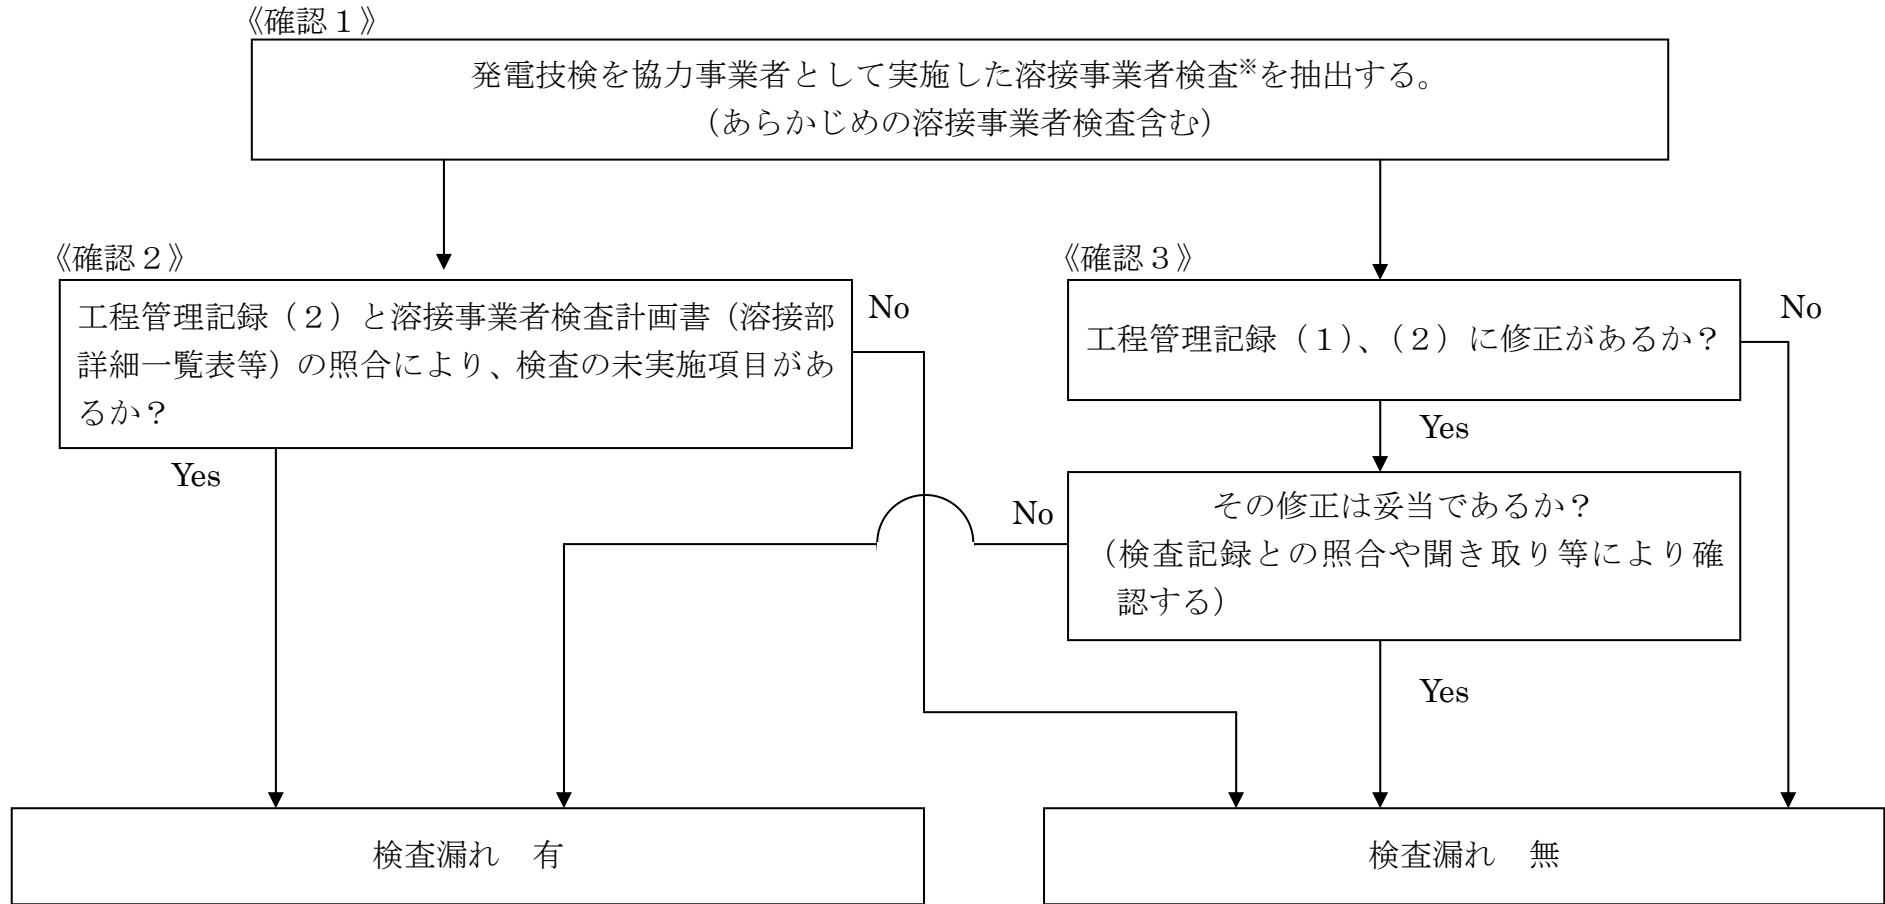 《確認１》
発電技検を協力事業者として実施した溶接事業者検査※を抽出する。
（あらかじめの溶接事業者検査含む）
《確認２》
工程管理記録（２）と溶接事業者検査計画書（溶接部
詳細一覧表等）の照合により、検査の未実施項目があ
るか？
No
Yes
《確認３》
工程管理記録（１）、（２）に修正があるか？
No
Yes
その修正は妥当であるか？
（検査記録との照合や聞き取り等により確
認する）
No
Yes
検査漏れ　有
検査漏れ　無